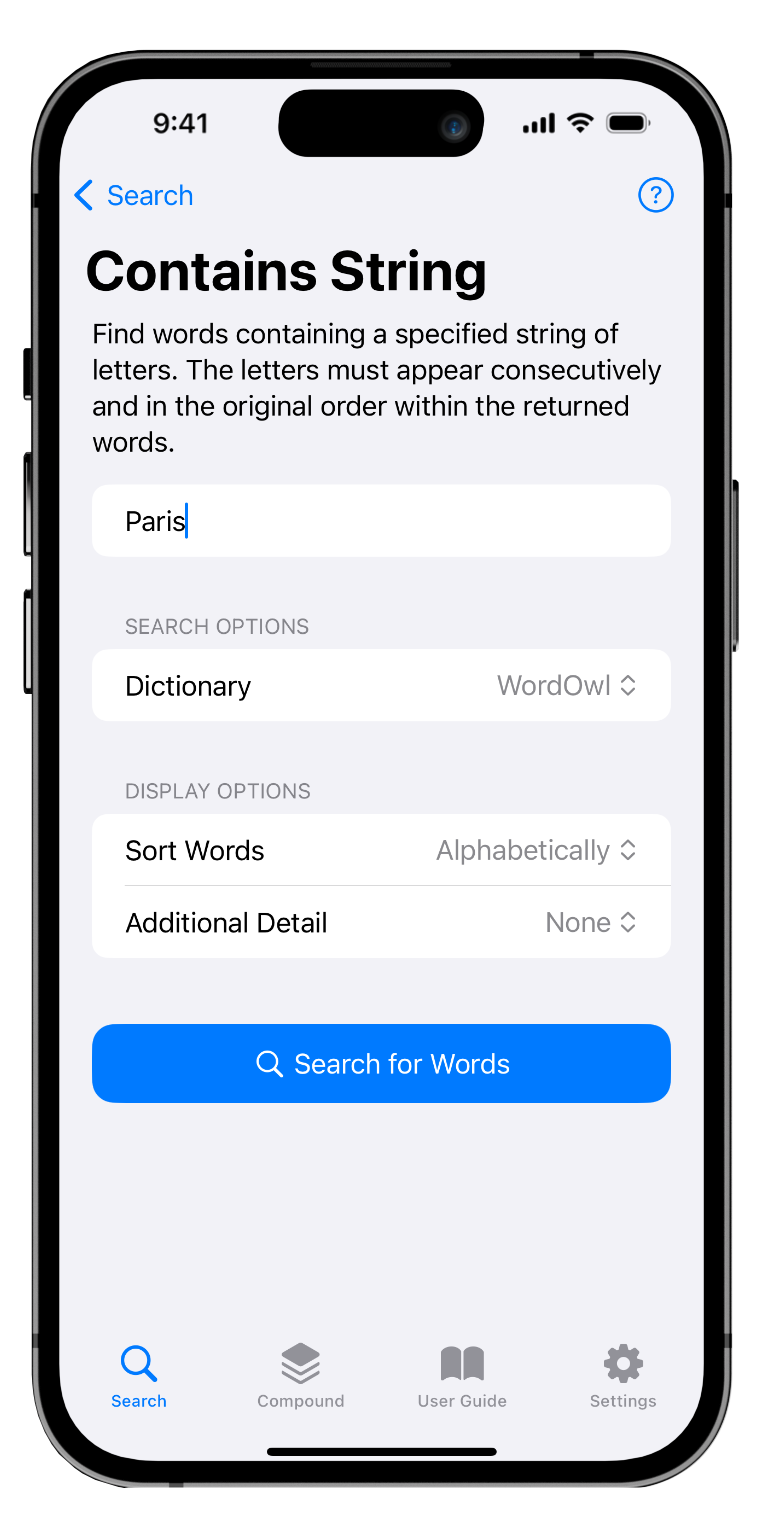 9:41
Search
?
Contains String
Find words containing a specified string of
letters. The letters must appear consecutively
and in the original order within the returned
words.
Paris
SEARCH OPTIONS
Dictionary WordOwl
DISPLAY OPTIONS
Sort Words Alphabetically
Additional Detail None
Search for Words
Search Compound User Guide Settings